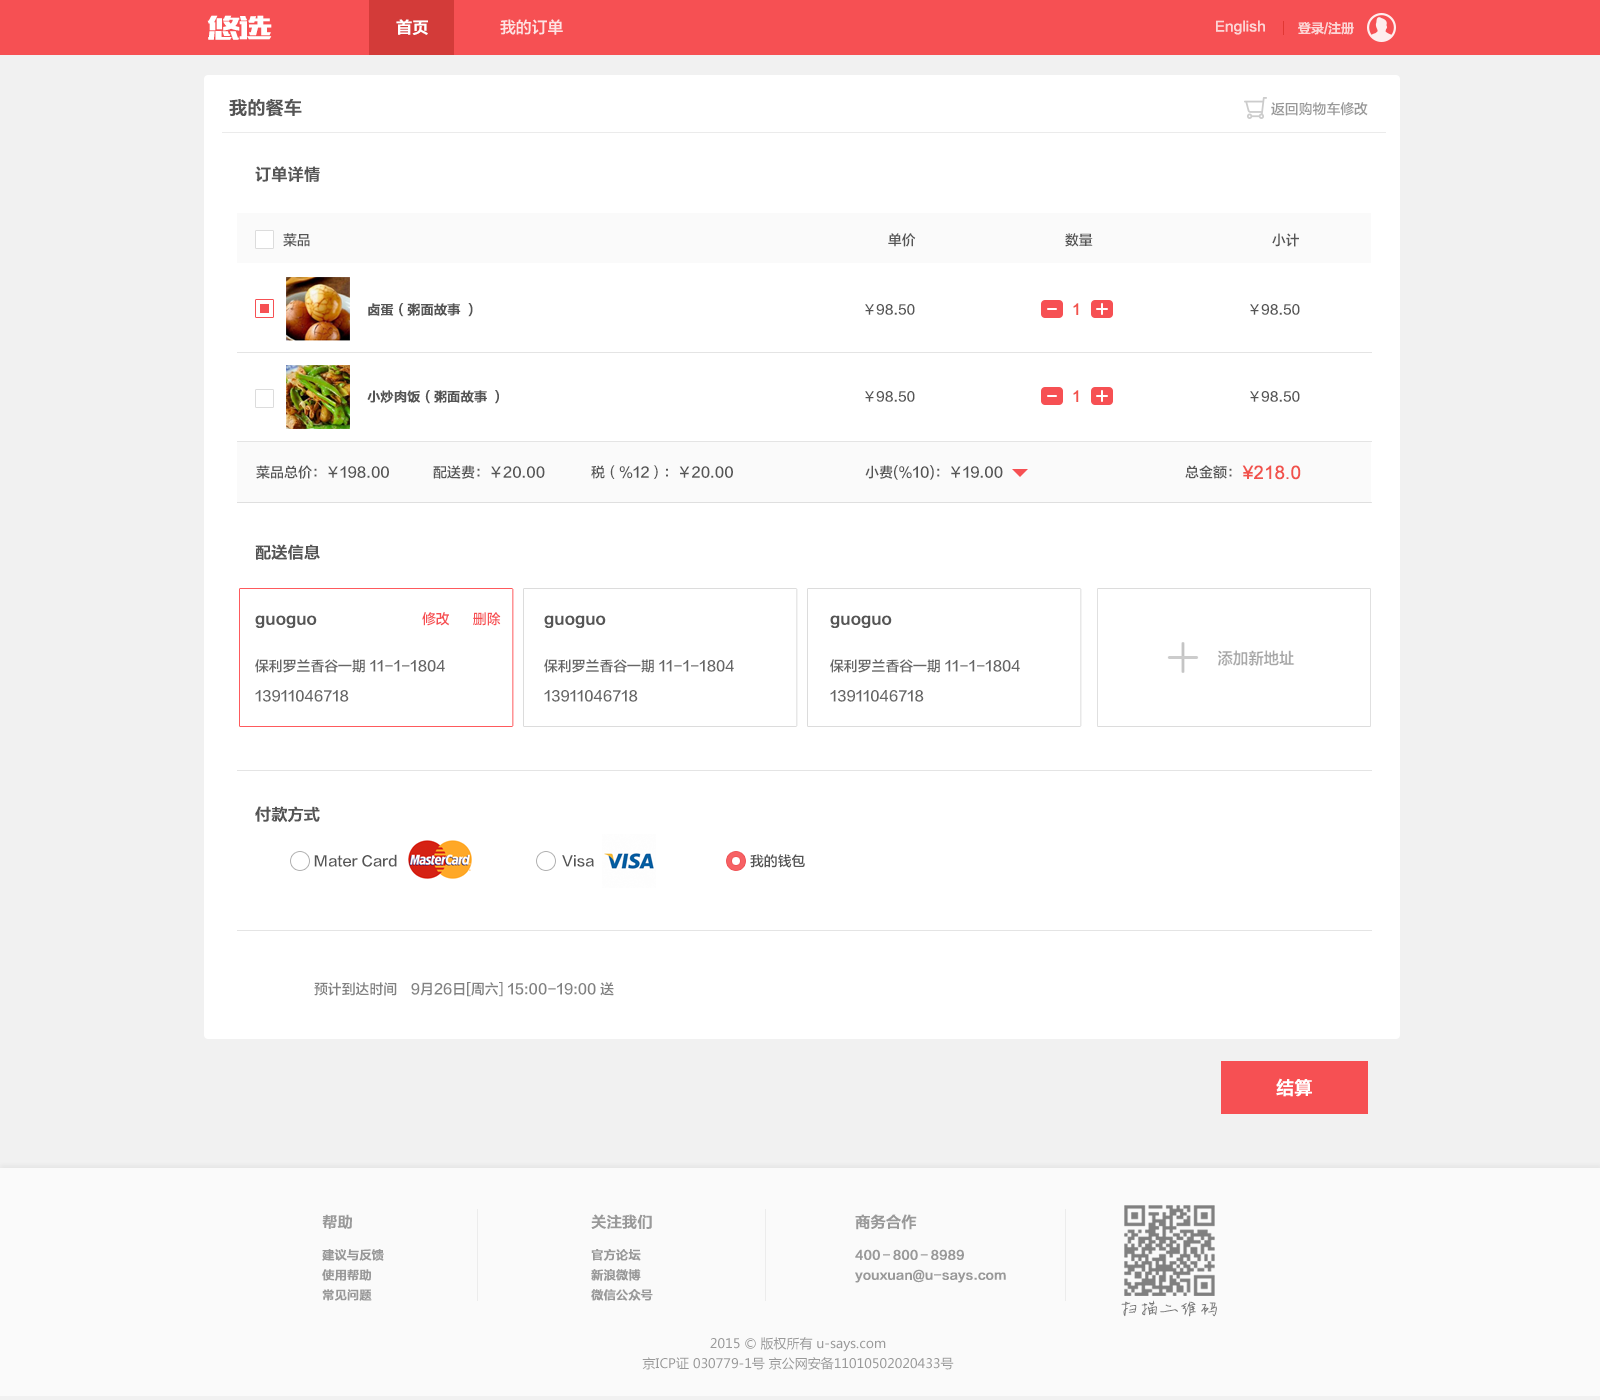 悠选 首页 我的订单 English 登录/注册
我的餐车 返回购物车修改
订单详情
菜品 单价 数量 小计
卤蛋（粥面故事 ） ￥98.50 1 ￥98.50
小炒肉饭（粥面故事 ） ￥98.50 1 ￥98.50
菜品总价：￥198.00 配送费：￥20.00 税（ %12 ）：￥20.00 小费(%10)：￥19.00 总金额：¥218.0
配送信息
guoguo 修改 删除 guoguo guoguo
保利罗兰香谷一期 11-1-1804 保利罗兰香谷一期 11-1-1804 保利罗兰香谷一期 11-1-1804 添加新地址
13911046718 13911046718 13911046718
付款方式
Mater Card MasterCard Visa VISA 我的钱包
预计到达时间 9月26日[周六] 15:00-19:00 送
结算
帮助 关注我们 商务合作
建议与反馈 官方论坛 400-800-8989
使用帮助 新浪微博 youxuan@u-says.com
常见问题 微信公众号
扫描二维码
2015 © 版权所有 u-says.com
京ICP证 030779-1号 京公网安备11010502020433号